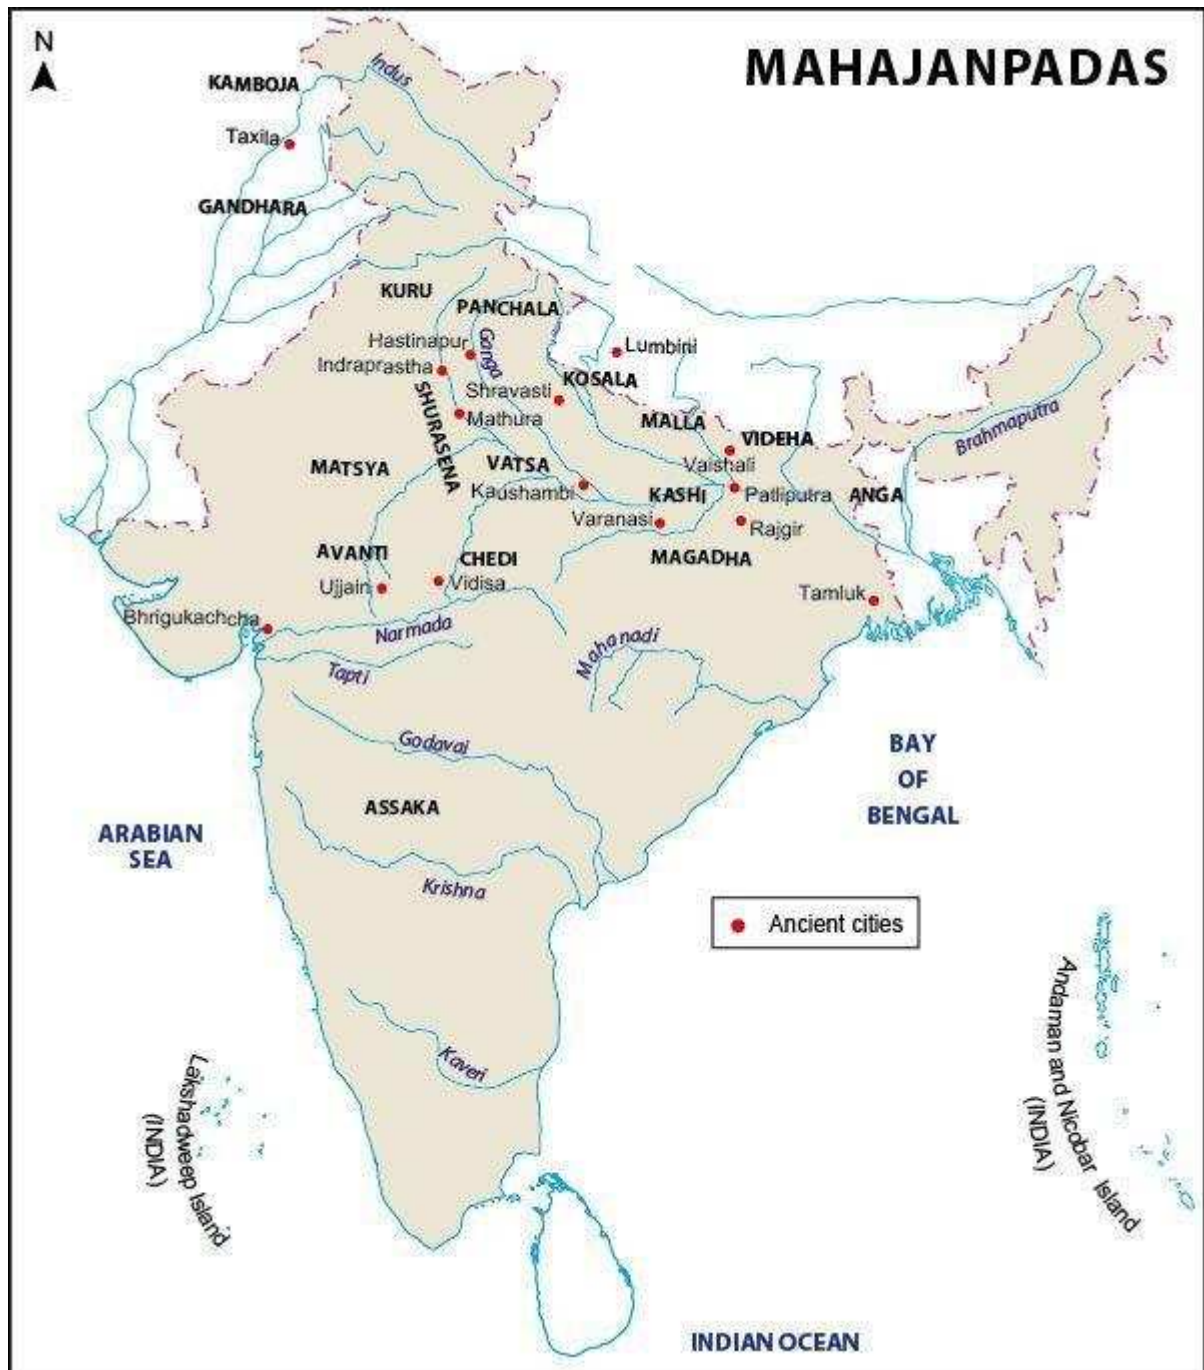 MAHAJANPADAS
N
Indus
KAMBOJA
Taxila
GANDHARA
KURU
PANCHALA
Hastinapur
Ganga
Lumbini
Indraprastha
KOSALA
Shravasti
SHURASENA
Mathura
MALLA
VIDEHA
Brahmaputra
Vaishali
MATSYA
VATSA
Kaushambi
KASHI
Patliputra
ANGA
Varanasi
Rajgir
AVANTI
CHEDI
MAGADHA
Ujjain
Vidisa
Tamluk
Bhrigukachcha
Narmada
Mahanadi
Tapti
Godavai
BAY
OF
BENGAL
ASSAKA
ARABIAN
SEA
Krishna
Ancient cities
Andaman and Nicobar Island
(INDIA)
Kaveri
Lakshadweep Island
(INDIA)
INDIAN OCEAN